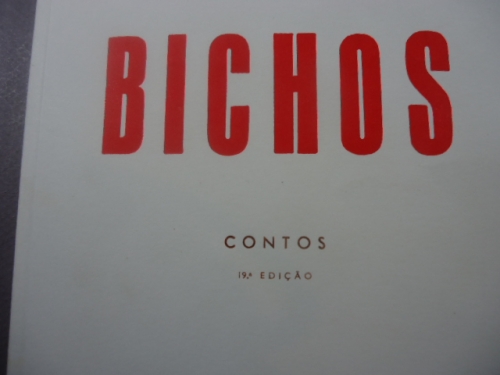 BICHOS
CONTOS
19.ª EDIÇÃO